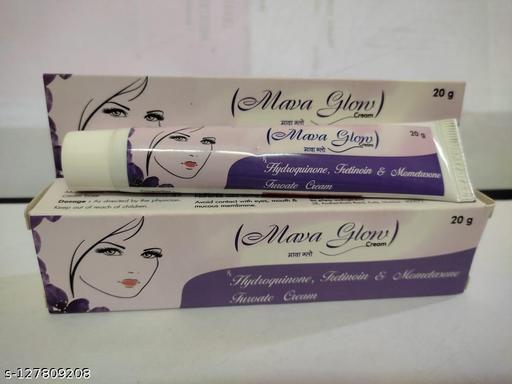 (Mava Glow)
Cream
मावा ग्लो
20 g
(Mava Glow)
Cream
मावा ग्लो
20 g
Rx
Hydroquinone, Tretinoin & Mometasone
Furoate Cream
Dosage : As directed by the physician.
Keep out of reach of children.
Avoid contact with eyes, mouth &
mucous membrane.
(Mava Glow)
Cream
मावा ग्लो
20 g
Rx
Hydroquinone, Tretinoin & Mometasone
Furoate Cream
s-127809208